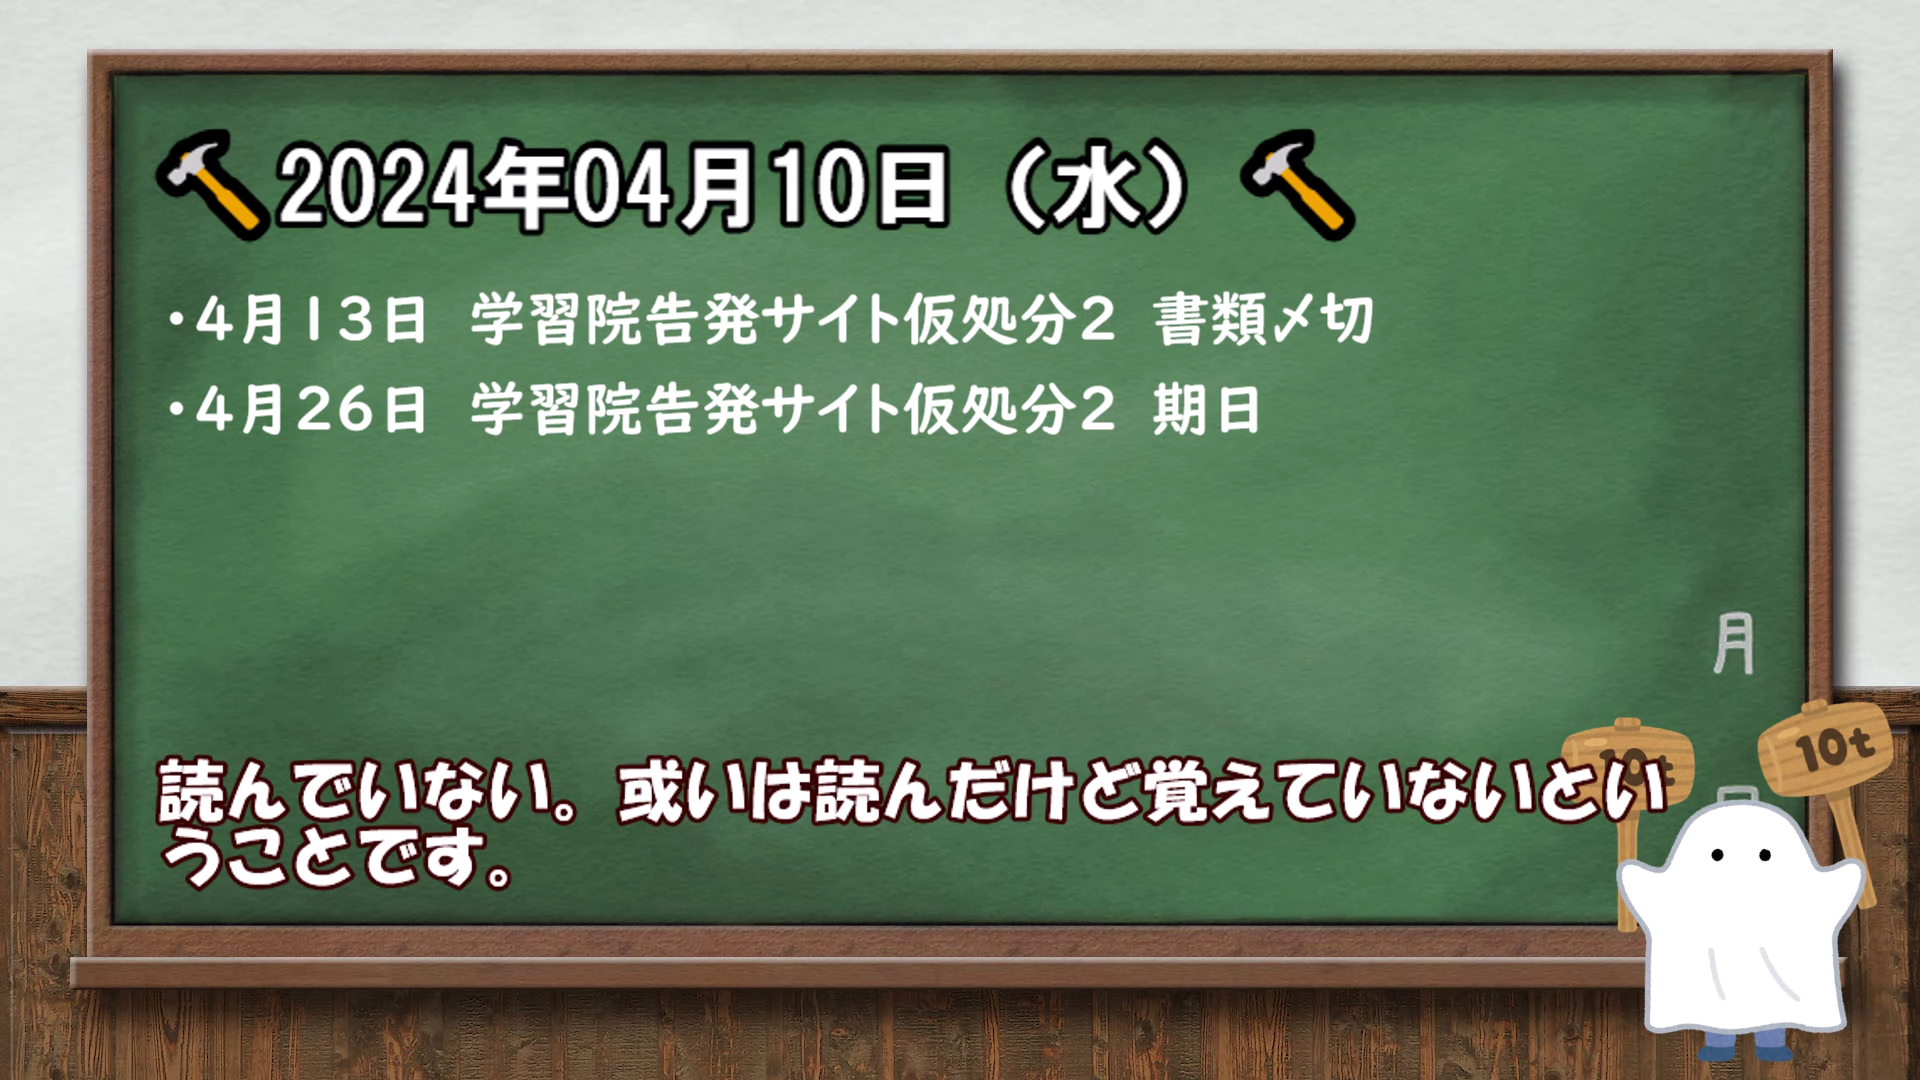 🔨2024年04月10日（水）🔨
・4月13日 学習院告発サイト仮処分2 書類〆切
・4月26日 学習院告発サイト仮処分2 期日
月
10t
10t
読んでいない。或いは読んだけど覚えていないとい
うことです。